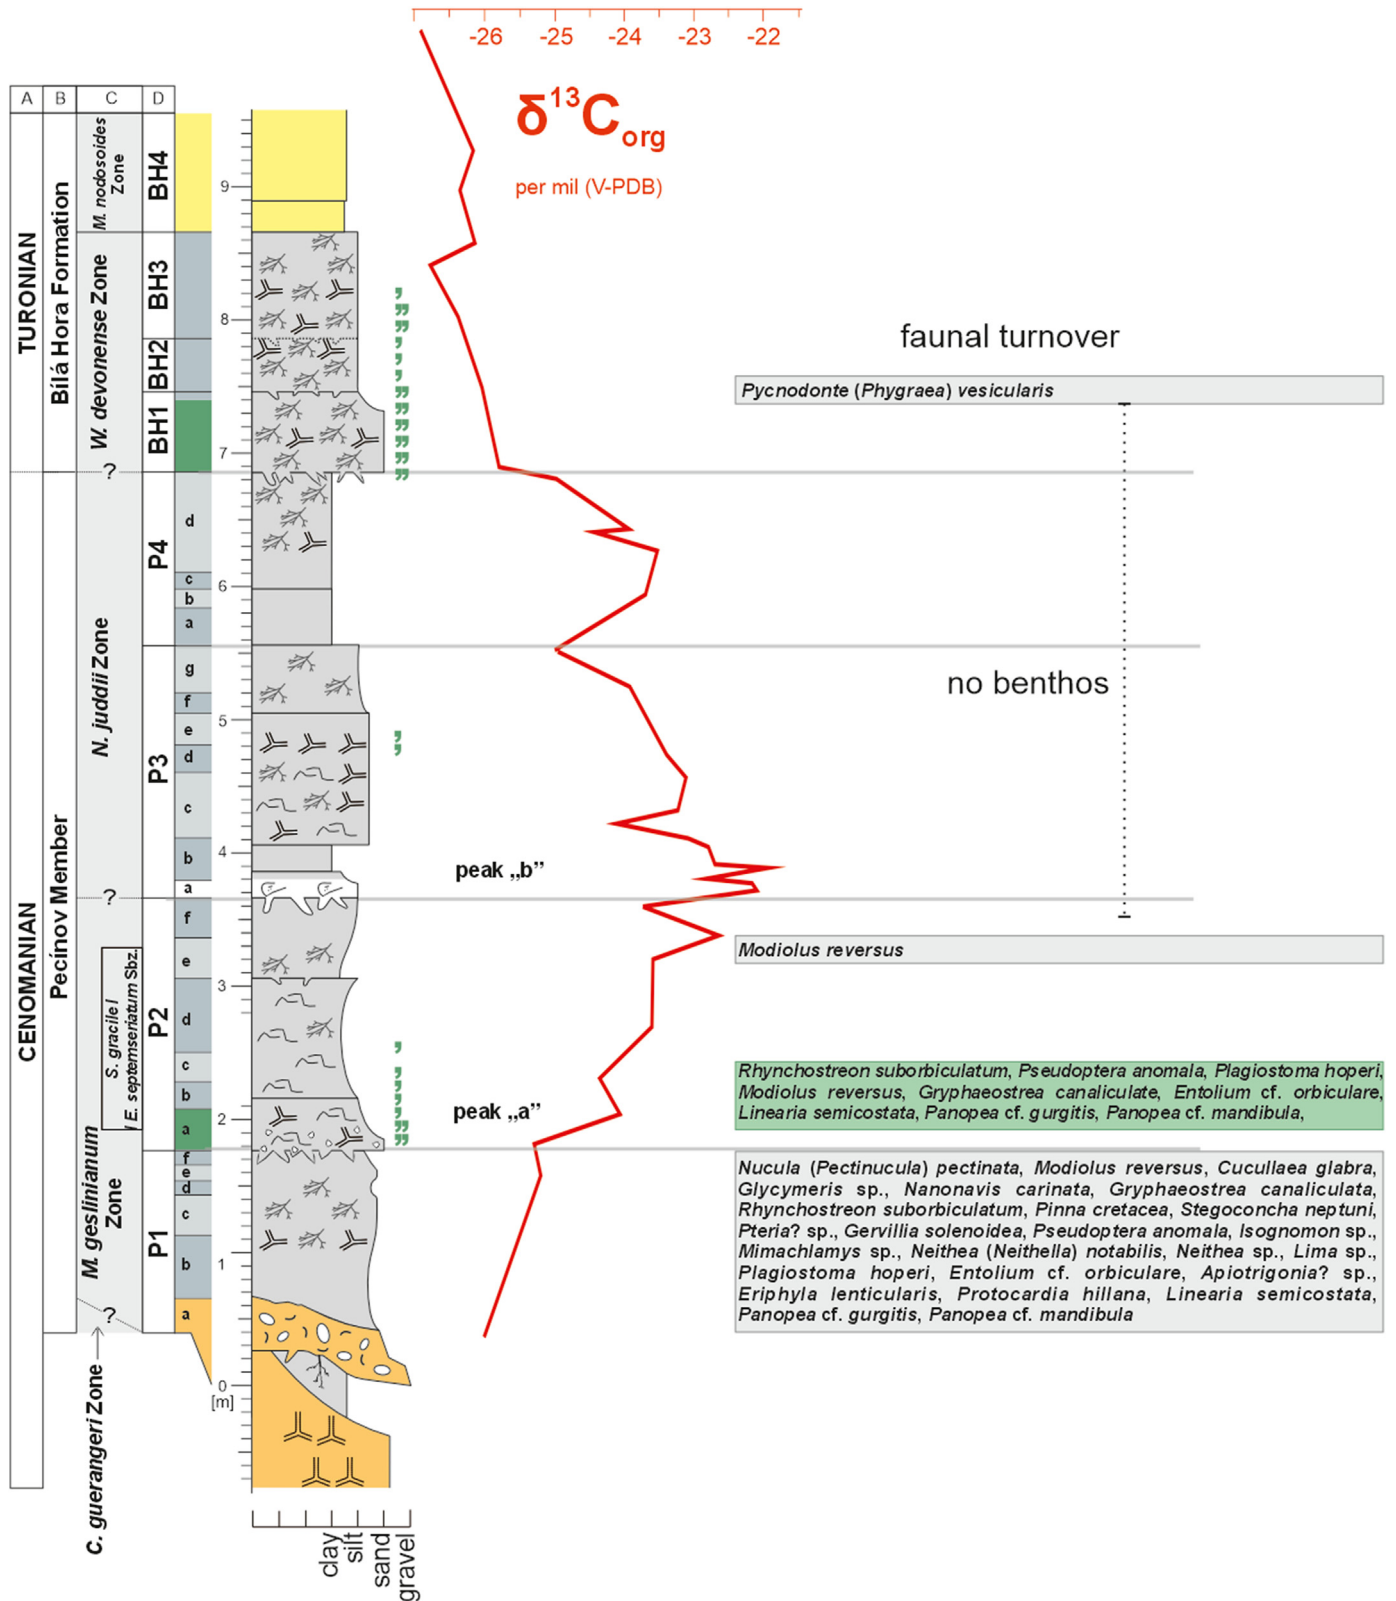 -26 -25 -24 -23 -22
δ13Corg
per mil (V-PDB)
A B C D
TURONIAN
CENOMANIAN
Bílá Hora Formation
Pecínov Member
M. nodosoides
Zone
W. devonense Zone
?
N. juddii Zone
?
S. gracile /
E. septemseriatum Sbz.
M. geslinianum
Zone
?
C. guerangeri Zone
BH4
BH3
BH2
BH1
P4
P3
P2
P1
d
c
b
a
g
f
e
d
c
b
a
f
e
d
c
b
a
f
e
d
c
b
a
9
8
7
6
5
4
3
2
1
0
[m]
clay
silt
sand
gravel
peak „b”
peak „a”
faunal turnover
Pycnodonte (Phygraea) vesicularis
no benthos
Modiolus reversus
Rhynchostreon suborbiculatum, Pseudoptera anomala, Plagiostoma hoperi,
Modiolus reversus, Gryphaeostrea canaliculate, Entolium cf. orbiculare,
Linearia semicostata, Panopea cf. gurgitis, Panopea cf. mandibula,
Nucula (Pectinucula) pectinata, Modiolus reversus, Cucullaea glabra,
Glycymeris sp., Nanonavis carinata, Gryphaeostrea canaliculata,
Rhynchostreon suborbiculatum, Pinna cretacea, Stegoconcha neptuni,
Pteria? sp., Gervillia solenoidea, Pseudoptera anomala, Isognomon sp.,
Mimachlamys sp., Neithea (Neithella) notabilis, Neithea sp., Lima sp.,
Plagiostoma hoperi, Entolium cf. orbiculare, Apiotrigonia? sp.,
Eriphyla lenticularis, Protocardia hillana, Linearia semicostata,
Panopea cf. gurgitis, Panopea cf. mandibula